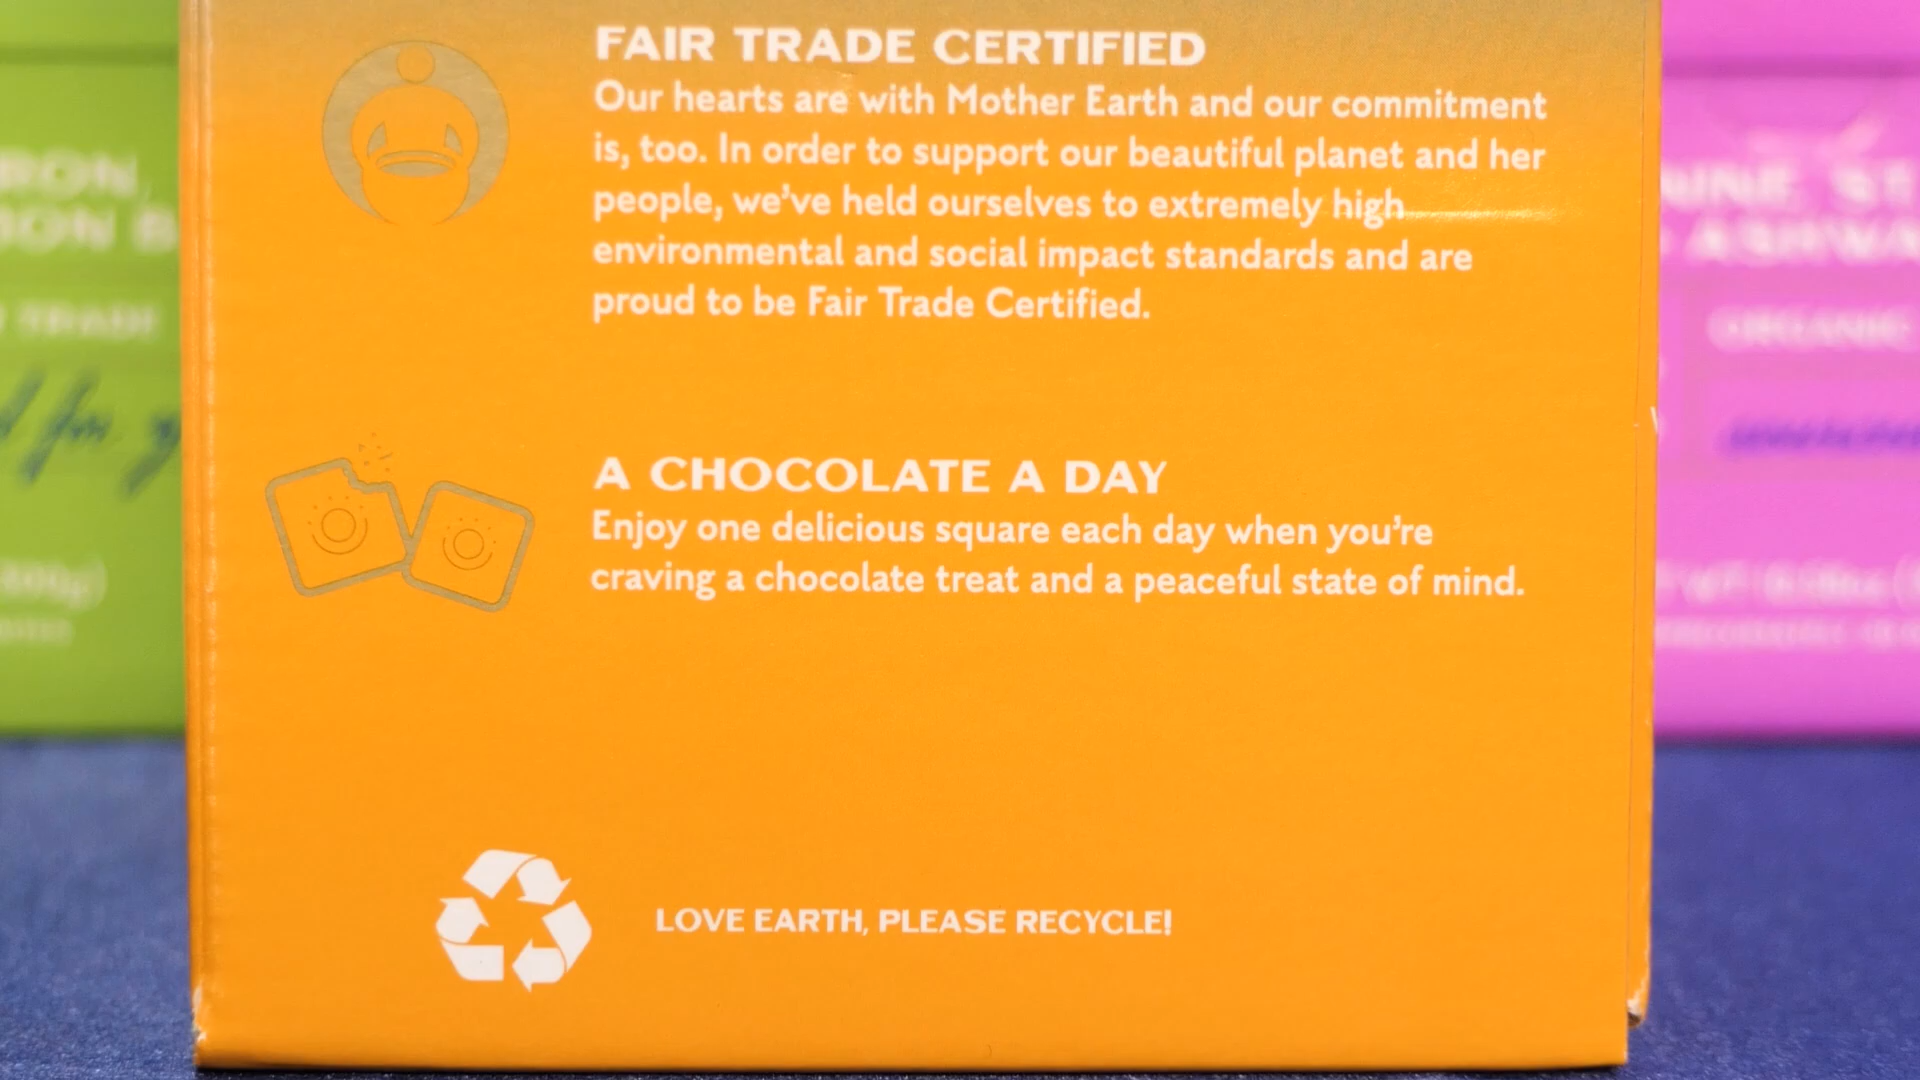 FAIR TRADE CERTIFIED
Our hearts are with Mother Earth and our commitment
is, too. In order to support our beautiful planet and her
people, we've held ourselves to extremely high
environmental and social impact standards and are
proud to be Fair Trade Certified.
A CHOCOLATE A DAY
Enjoy one delicious square each day when you're
craving a chocolate treat and a peaceful state of mind.
LOVE EARTH, PLEASE RECYCLE!
TRADE
for
ORGANIC